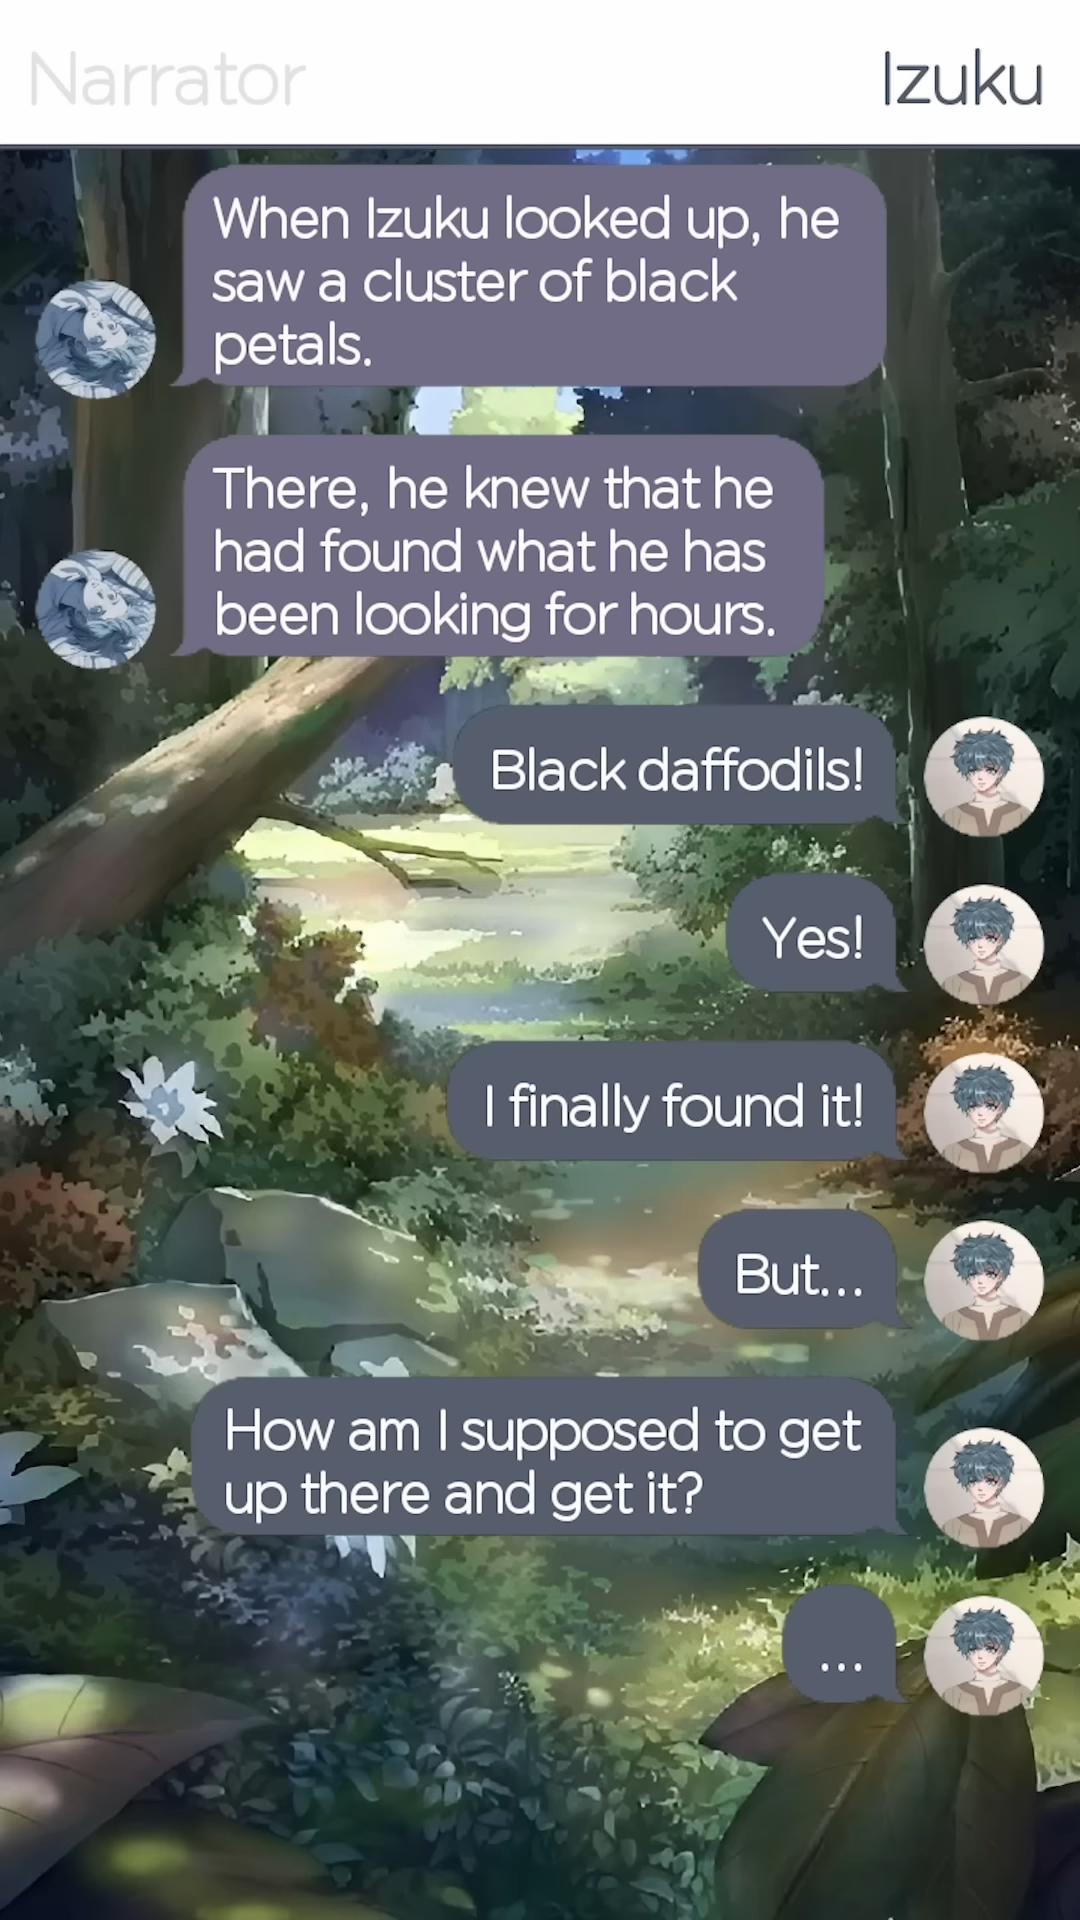 Narrator
Izuku
When Izuku looked up, he
saw a cluster of black
petals.
There, he knew that he
had found what he has
been looking for hours.
Black daffodils!
Yes!
I finally found it!
But...
How am I supposed to get
up there and get it?
...